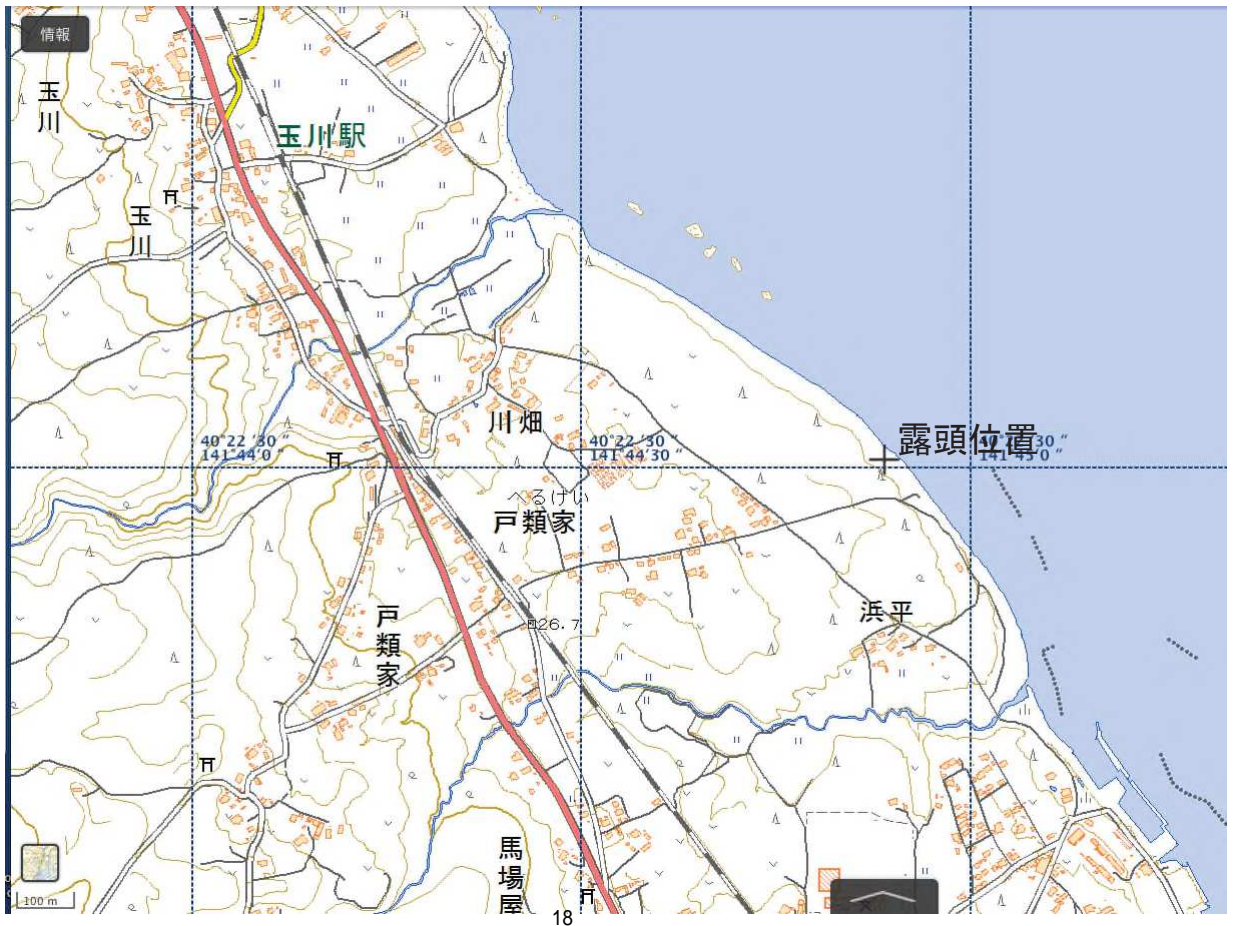 情報
玉川
玉川駅
玉川
川畑
40°22'30"
141°44'0"
40°22'30"
141°44'30"
露頭位置
30"
141°45'0"
へるけい
戸類家
戸類家
26.7
浜平
馬場屋
100 m
18